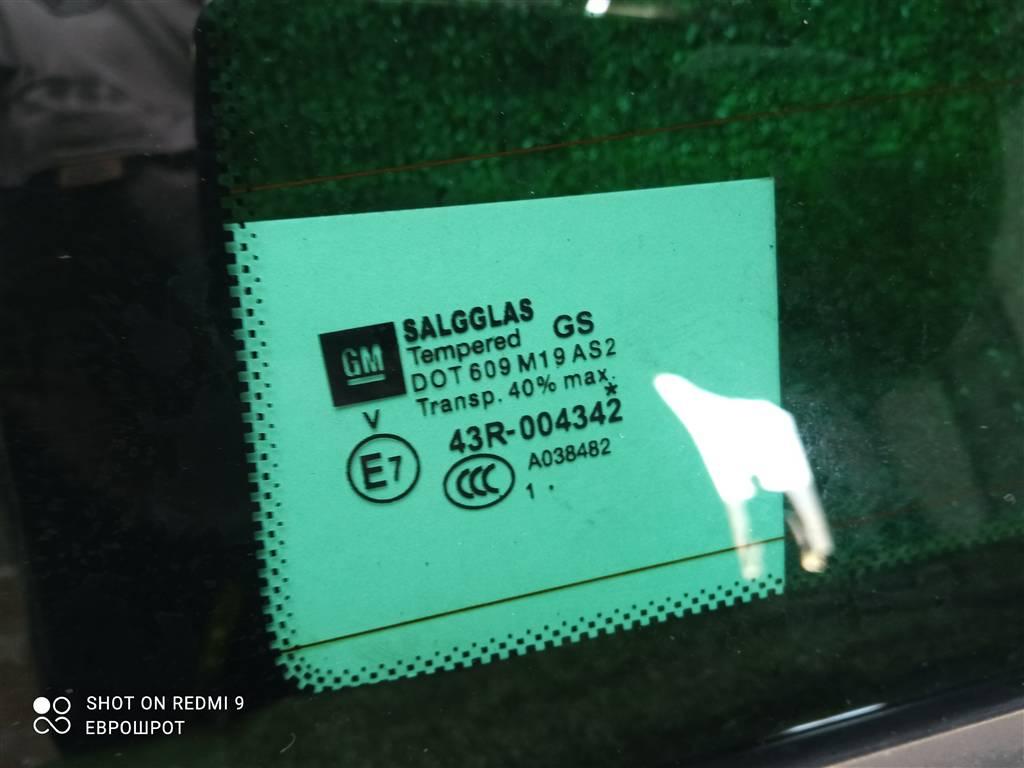 GM
SALGGLAS
Tempered GS
DOT 609 M19 AS2
Transp. 40% max.
V
43R-004342*
E7
CCC
A038482
1 .
SHOT ON REDMI 9
ЕВРОШРОТ